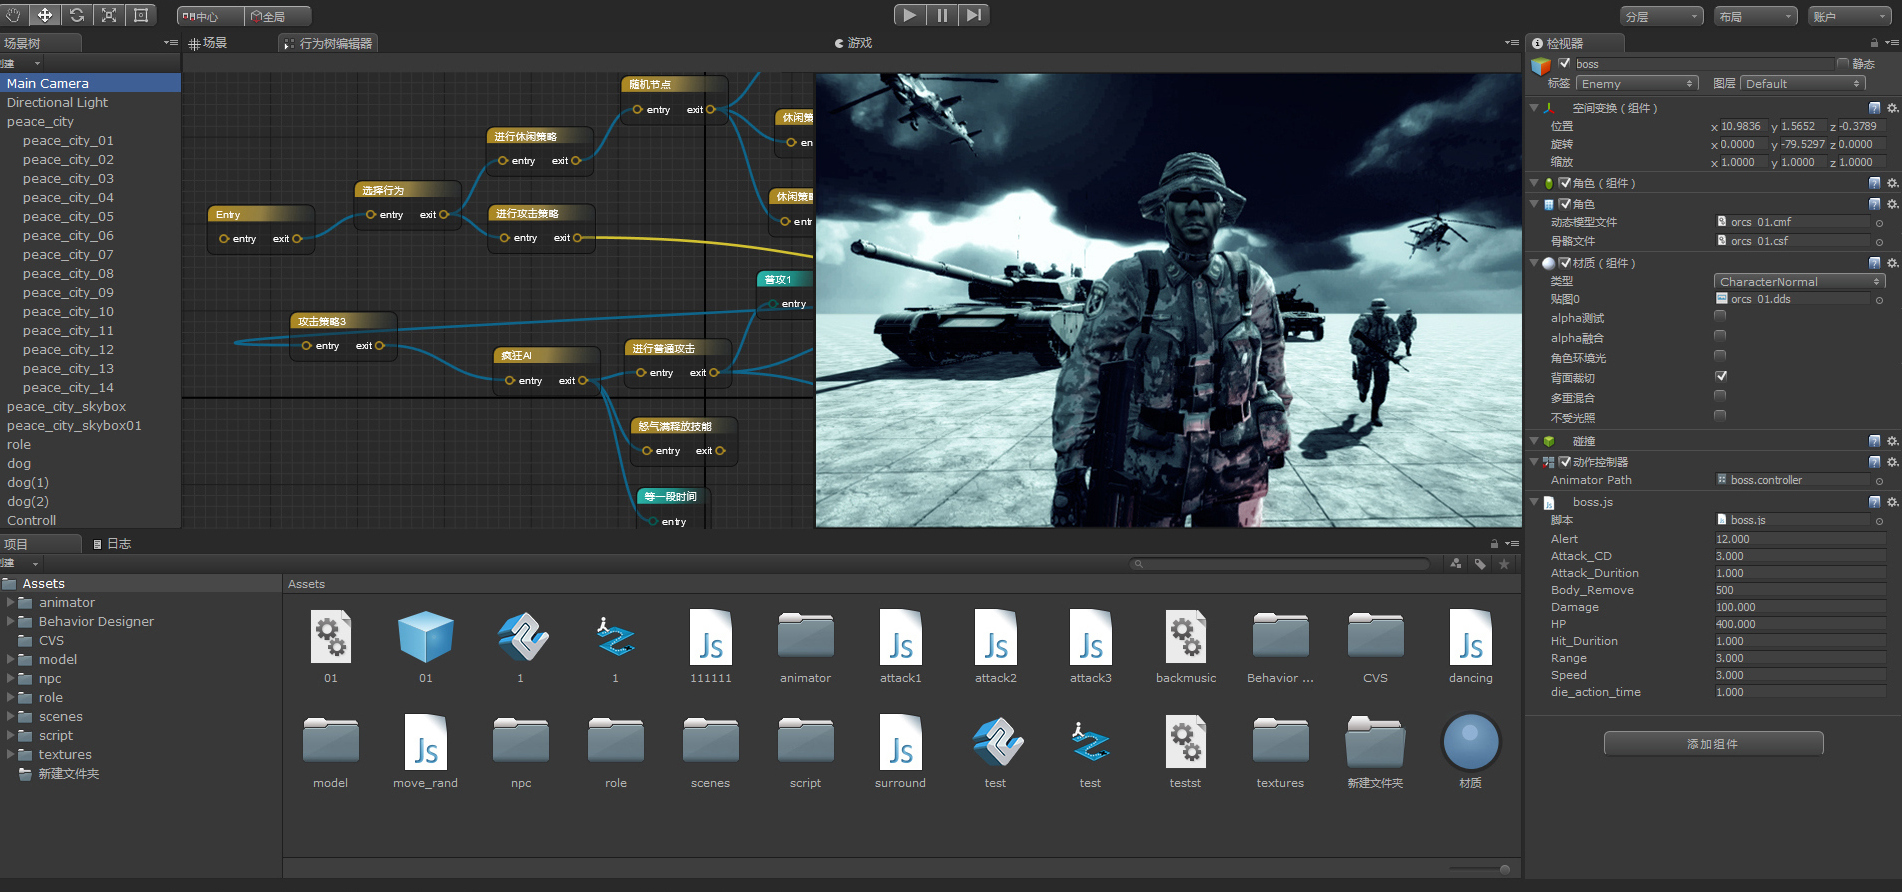 中心
全局
分层
布局
账户
场景树
场景
行为树编辑器
游戏
检视器
创建
Main Camera
Directional Light
peace_city
peace_city_01
peace_city_02
peace_city_03
peace_city_04
peace_city_05
peace_city_06
peace_city_07
peace_city_08
peace_city_09
peace_city_10
peace_city_11
peace_city_12
peace_city_13
peace_city_14
peace_city_skybox
peace_city_skybox01
role
dog
dog(1)
dog(2)
Controll
随机节点
entry exit
休闲策
en
进行休闲策略
entry exit
选择行为
entry exit
休闲策略
entr
Entry
entry exit
进行攻击策略
entry exit
普攻1
entry
攻击策略3
entry exit
疯狂AI
entry exit
进行普通攻击
entry exit
怒气满释放技能
entry exit
等一段时间
entry
boss
静态
标签 Enemy
图层 Default
空间变换（组件）
位置 x 10.9836 y 1.5652 z -0.3789
旋转 x 0.0000 y -79.5297 z 0.0000
缩放 x 1.0000 y 1.0000 z 1.0000
角色（组件）
角色
动态模型文件 orcs_01.cmf
骨骼文件 orcs_01.csf
材质（组件）
类型 CharacterNormal
贴图0 orcs_01.dds
alpha测试
alpha融合
角色环境光
背面裁切
多重混合
不受光照
碰撞
动作控制器
Animator Path boss.controller
boss.js
脚本 boss.js
Alert 12.000
Attack_CD 3.000
Attack_Durition 1.000
Body_Remove 500
Damage 100.000
HP 400.000
Hit_Durition 1.000
Range 3.000
Speed 3.000
die_action_time 1.000
添加组件
项目
日志
创建
Assets
animator
Behavior Designer
CVS
model
npc
role
scenes
script
textures
新建文件夹
Assets
01
01
1
1
111111
animator
attack1
attack2
attack3
backmusic
Behavior ...
CVS
dancing
model
move_rand
npc
role
scenes
script
surround
test
test
testst
textures
新建文件夹
材质